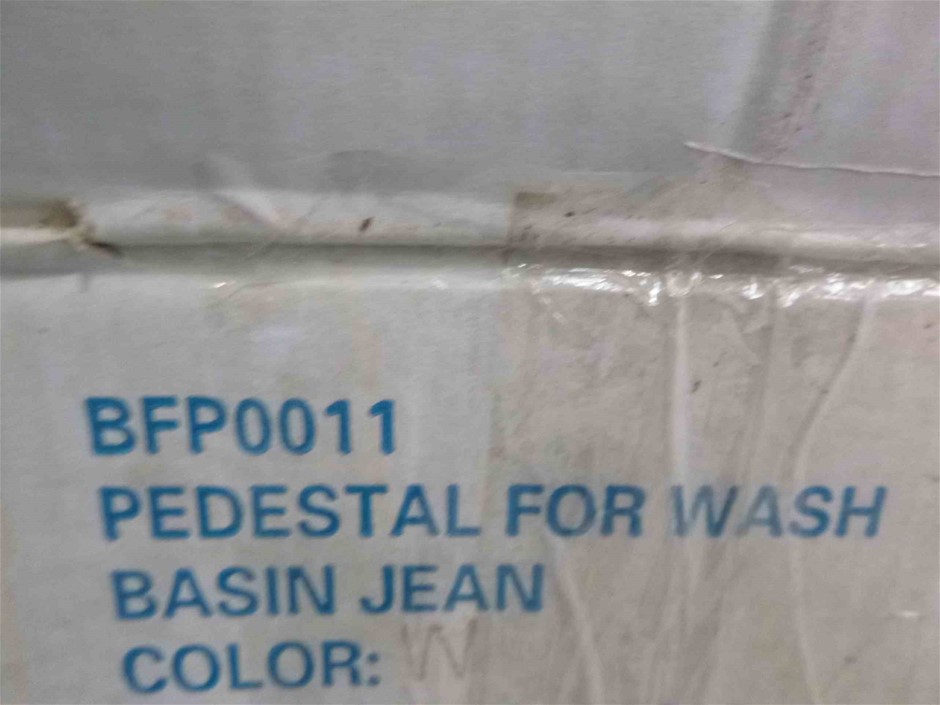 BFP0011
PEDESTAL FOR WASH
BASIN JEAN
COLOR: W